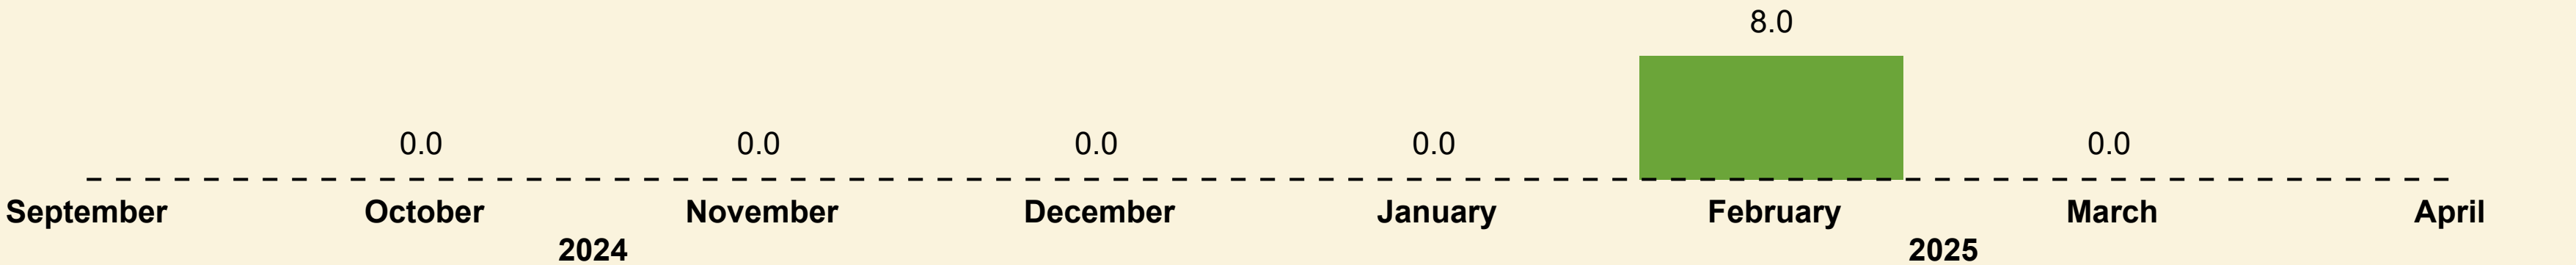 8.0
0.0 0.0 0.0 0.0 0.0
September October November December January February March April
2024 2025